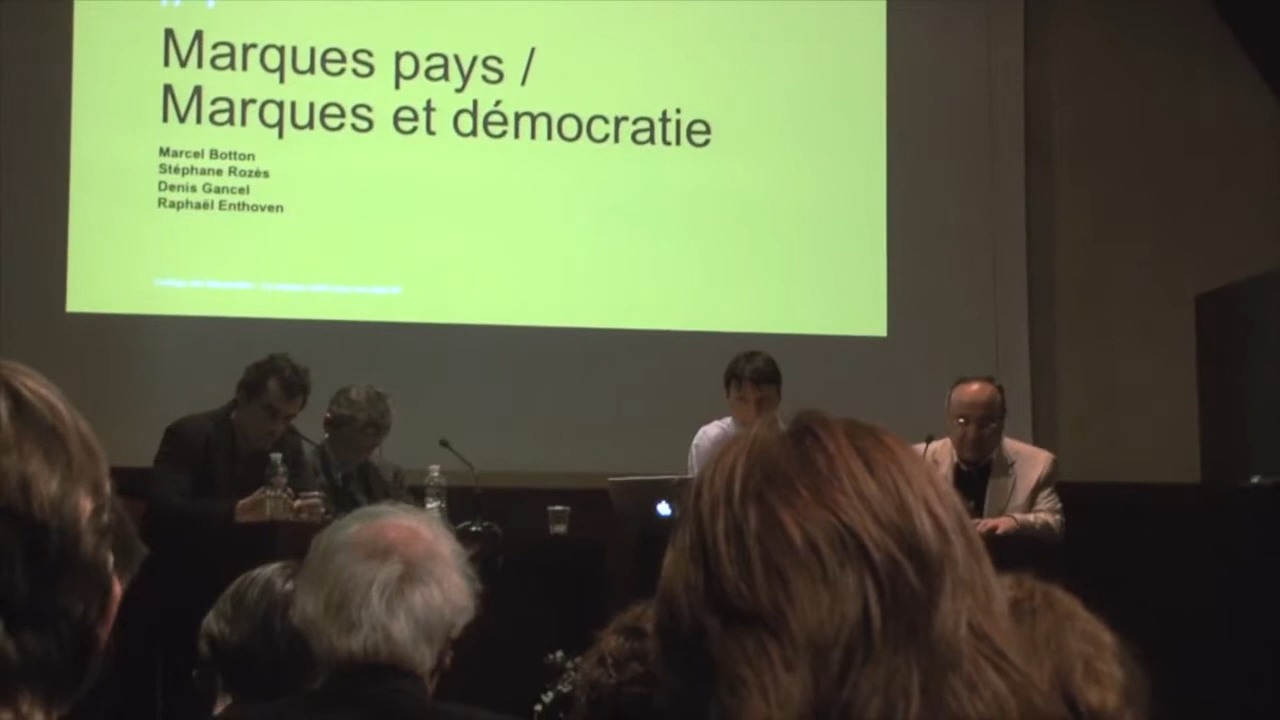 Marques pays /
Marques et démocratie
Marcel Botton
Stéphane Rozès
Denis Gancel
Raphaël Enthoven